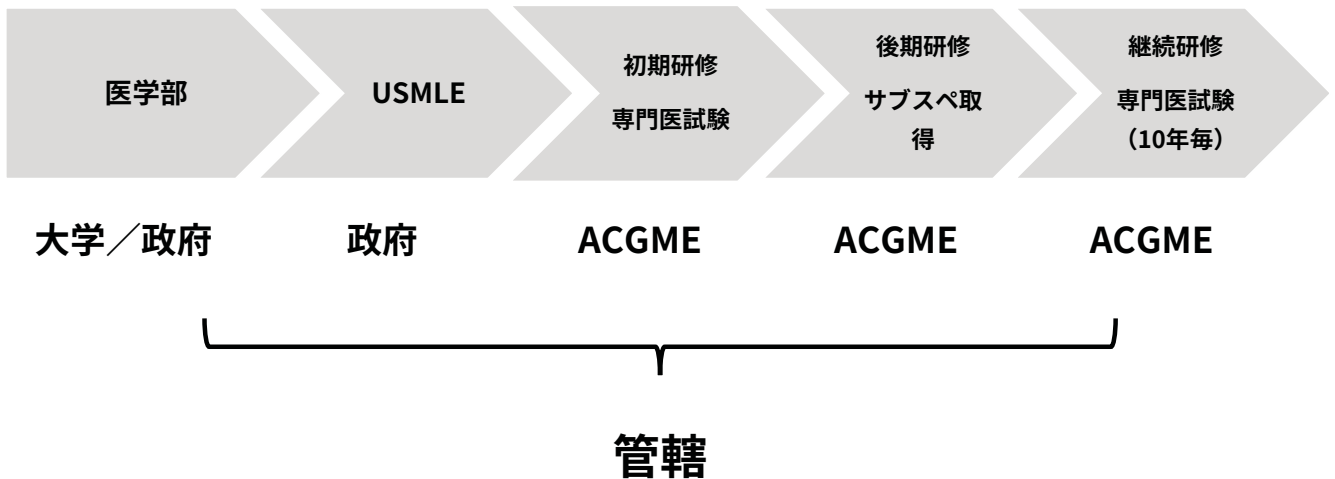 医学部
USMLE
初期研修
専門医試験
後期研修
サブスペ取
得
継続研修
専門医試験
（10年毎）
大学／政府
政府
ACGME
ACGME
ACGME
管轄